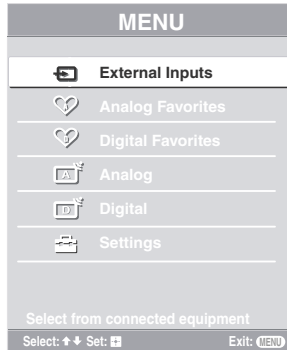 MENU
External Inputs
A Analog Favorites
D Digital Favorites
A Analog
D Digital
Settings
Select from connected equipment
Select: Set: Exit: MENU